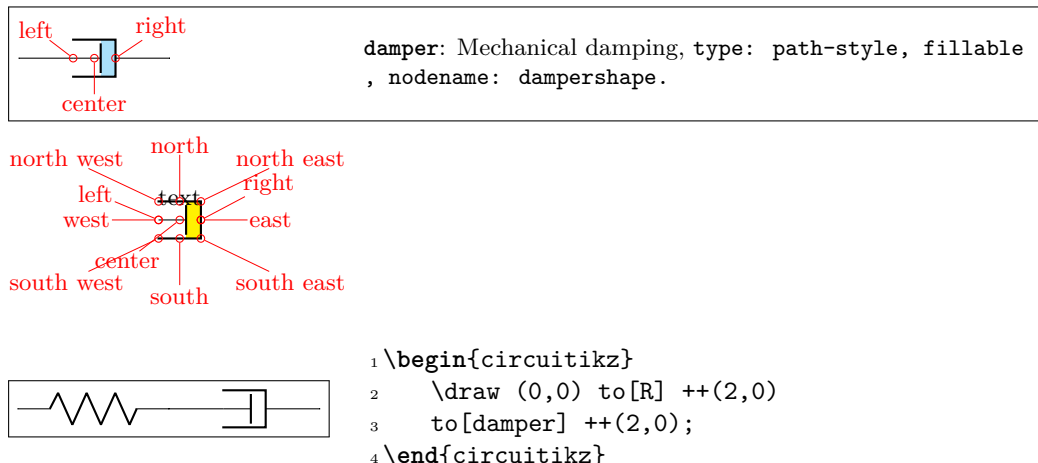 left right
center
damper: Mechanical damping, type: path-style, fillable
, nodename: dampershape.
north
north west north east
text right
left
west east
center
south west south east
south
1 \begin{circuitikz}
2 \draw (0,0) to[R] ++(2,0)
3 to[damper] ++(2,0);
4 \end{circuitikz}